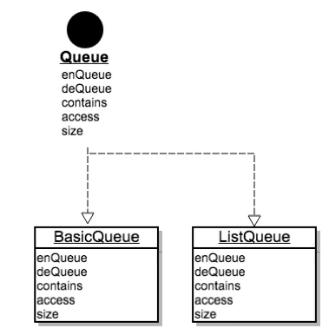 Queue
enQueue
deQueue
contains
access
size
BasicQueue
enQueue
deQueue
contains
access
size
ListQueue
enQueue
deQueue
contains
access
size